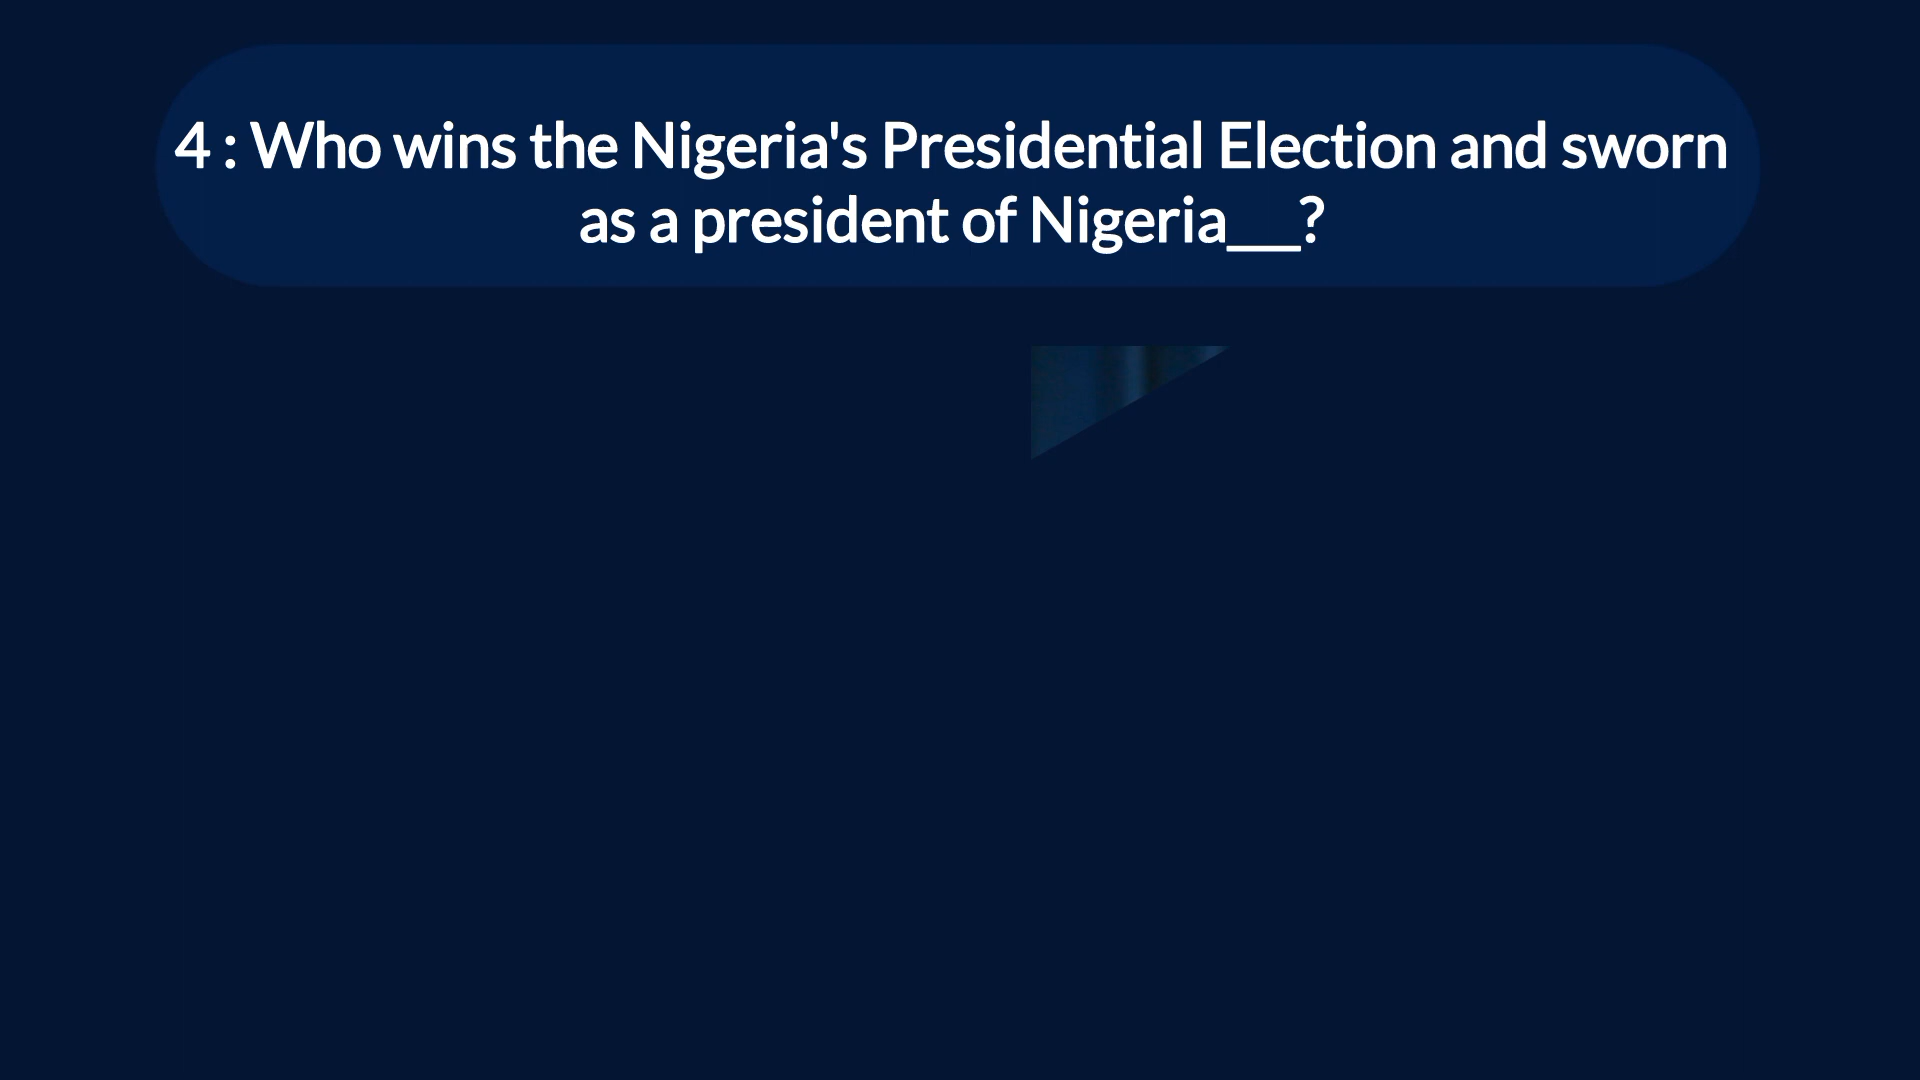 4 : Who wins the Nigeria's Presidential Election and sworn
as a president of Nigeria___?